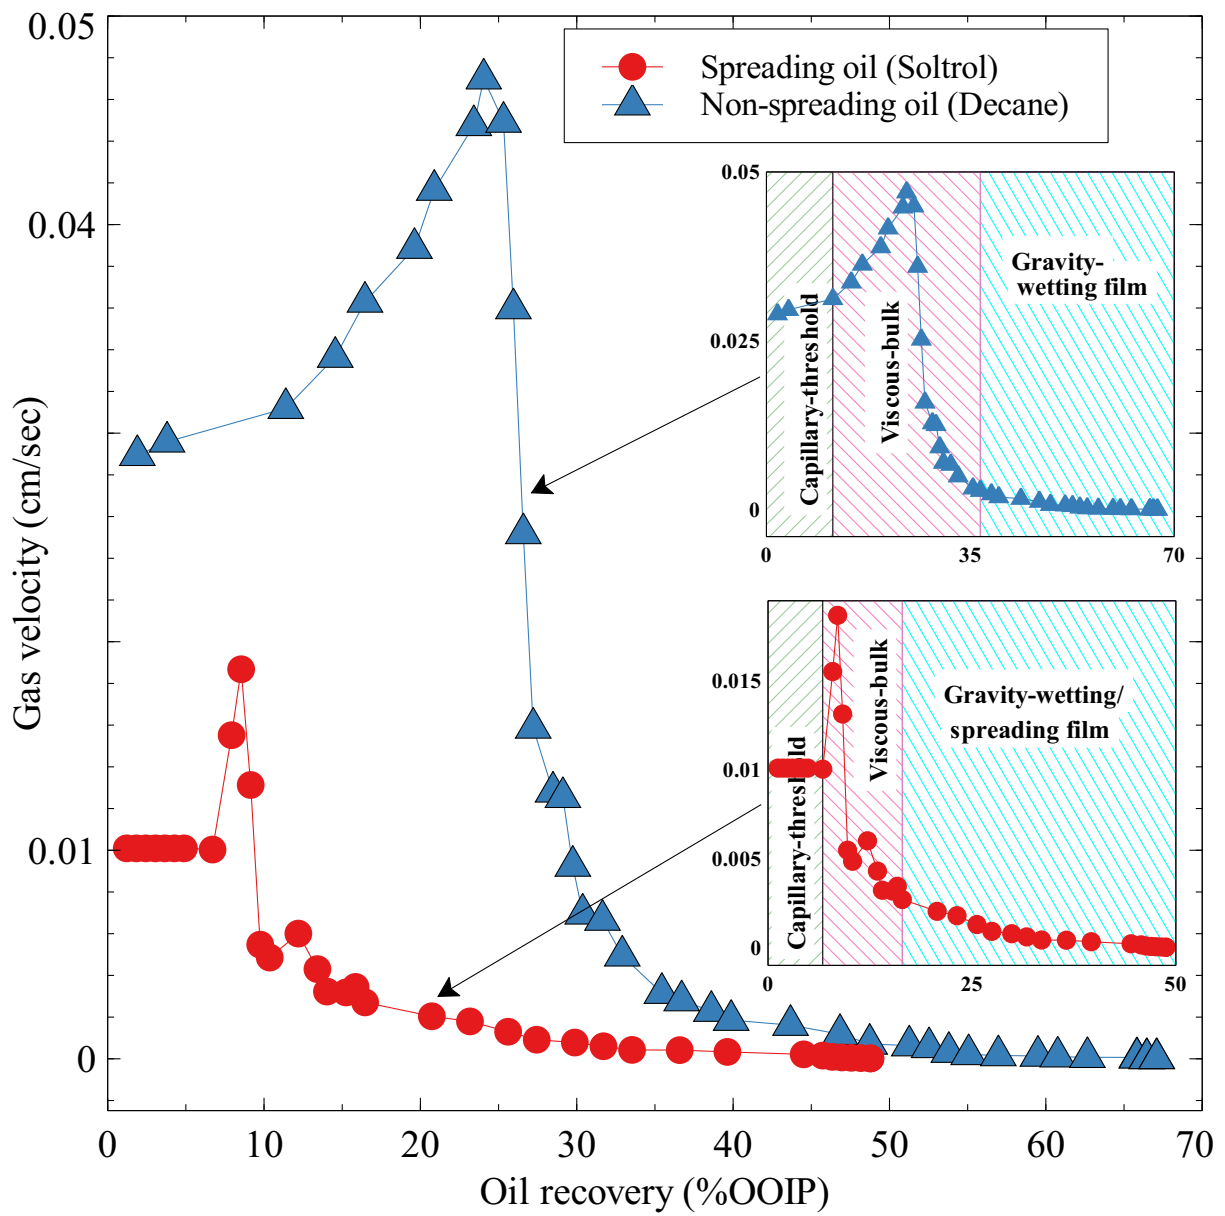 0.05
0.04
0.01
0
Gas velocity (cm/sec)
0
10
20
30
40
50
60
70
Oil recovery (%OOIP)
Spreading oil (Soltrol)
Non-spreading oil (Decane)
0.05
0.025
0
0
35
70
Capillary-threshold
Viscous-bulk
Gravity-
wetting film
0.015
0.01
0.005
0
0
25
50
Capillary-threshold
Viscous-bulk
Gravity-wetting/
spreading film